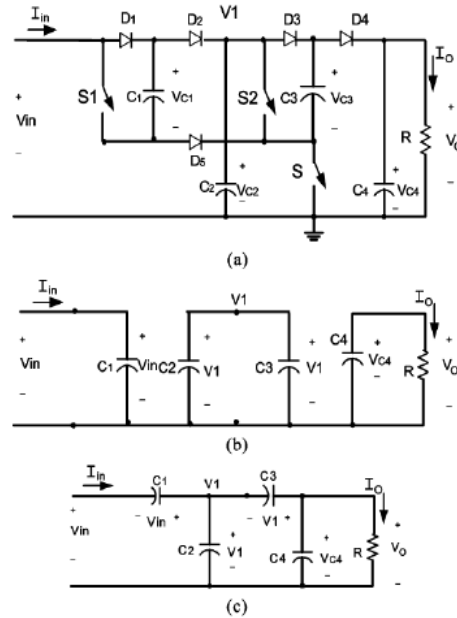 Iin D1 D2 V1 D3 D4 IO
+ Vin −
S1 C1 + VC1 −
S2 C3 + VC3 −
D5
C2 + VC2 −
S
C4 + VC4 −
R
+ VO −
(a)
Iin V1 IO
+ Vin −
C1 + Vin −
C2 + V1 −
C3 + V1 −
C4 + VC4 −
R + VO −
(b)
Iin C1 V1 C3 IO
− Vin + − V1 +
+ Vin −
C2 + V1 −
C4 + VC4 −
R + VO −
(c)